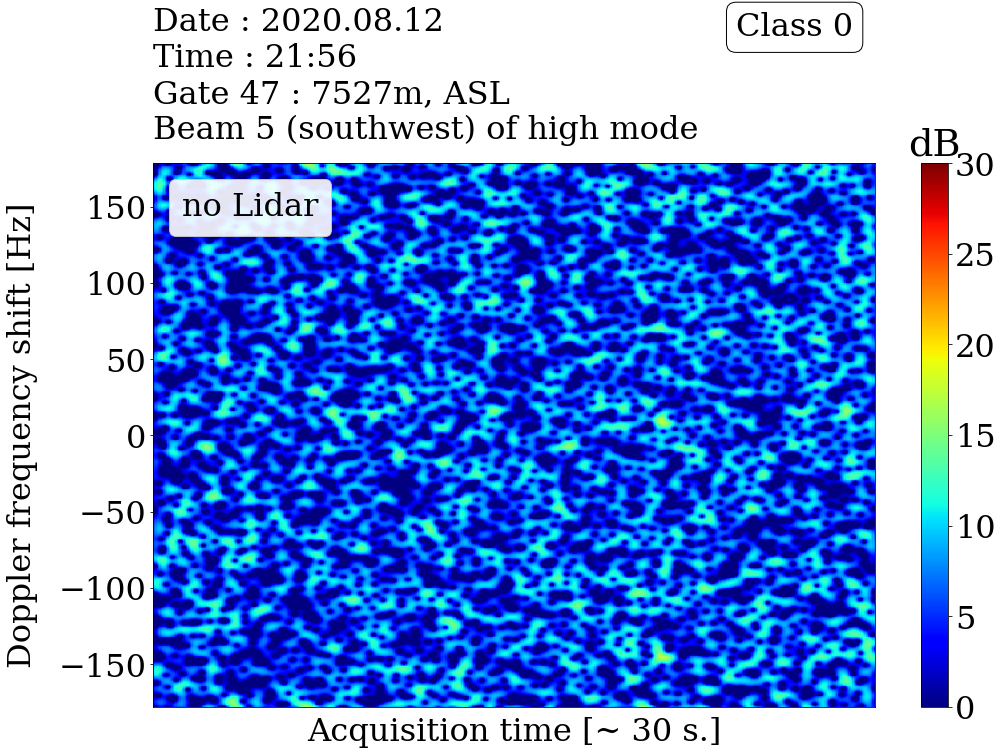 Date : 2020.08.12
Time : 21:56
Gate 47 : 7527m, ASL
Beam 5 (southwest) of high mode
Class 0
dB
no Lidar
Doppler frequency shift [Hz]
150
100
50
0
−50
−100
−150
30
25
20
15
10
5
0
Acquisition time [~ 30 s.]